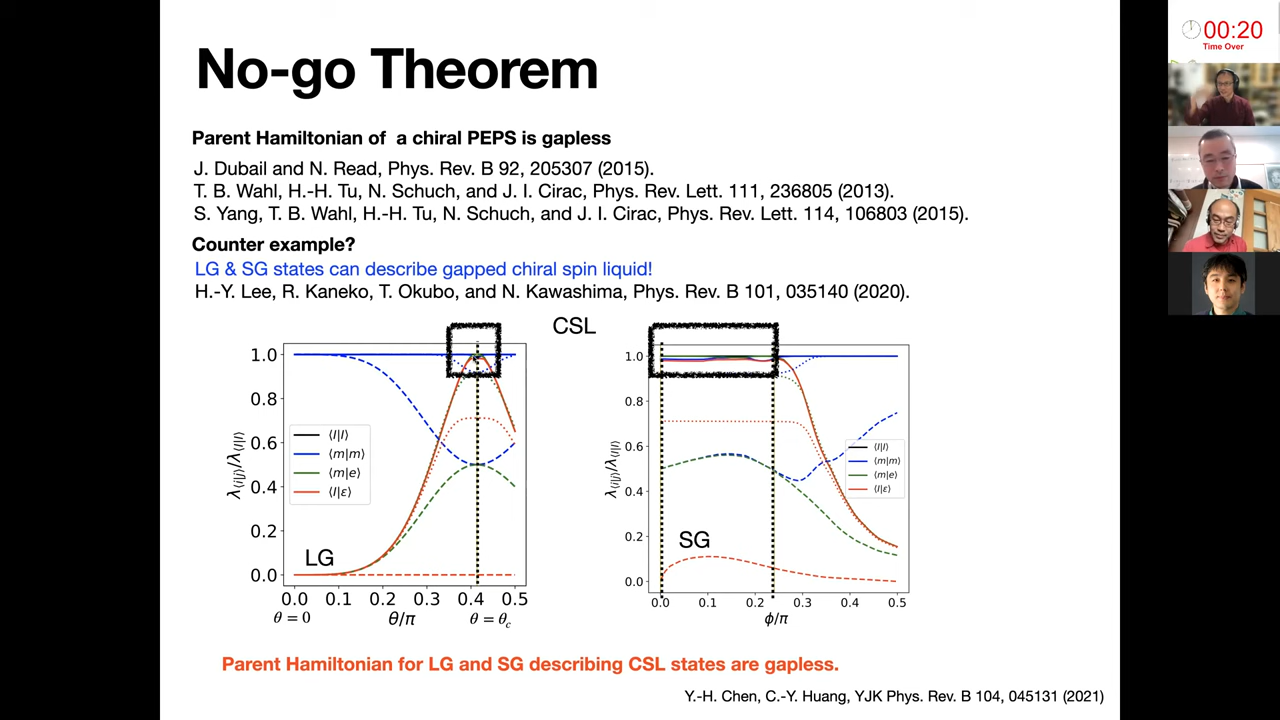 No-go Theorem
Parent Hamiltonian of a chiral PEPS is gapless
J. Dubail and N. Read, Phys. Rev. B 92, 205307 (2015).
T. B. Wahl, H.-H. Tu, N. Schuch, and J. I. Cirac, Phys. Rev. Lett. 111, 236805 (2013).
S. Yang, T. B. Wahl, H.-H. Tu, N. Schuch, and J. I. Cirac, Phys. Rev. Lett. 114, 106803 (2015).
Counter example?
LG & SG states can describe gapped chiral spin liquid!
H.-Y. Lee, R. Kaneko, T. Okubo, and N. Kawashima, Phys. Rev. B 101, 035140 (2020).
CSL
1.0
0.8
0.6
0.4
0.2
0.0
λ⟨i|j⟩/λ⟨I|I⟩
⟨I|I⟩
⟨m|m⟩
⟨m|e⟩
⟨I|ε⟩
LG
0.0 0.1 0.2 0.3 0.4 0.5
θ = 0 θ/π θ = θc
1.0
0.8
0.6
0.4
0.2
0.0
λ⟨i|j⟩/λ⟨I|I⟩
⟨I|I⟩
⟨m|m⟩
⟨m|e⟩
⟨I|ε⟩
SG
0.0 0.1 0.2 0.3 0.4 0.5
ϕ/π
Parent Hamiltonian for LG and SG describing CSL states are gapless.
Y.-H. Chen, C.-Y. Huang, YJK Phys. Rev. B 104, 045131 (2021)
00:20
Time Over